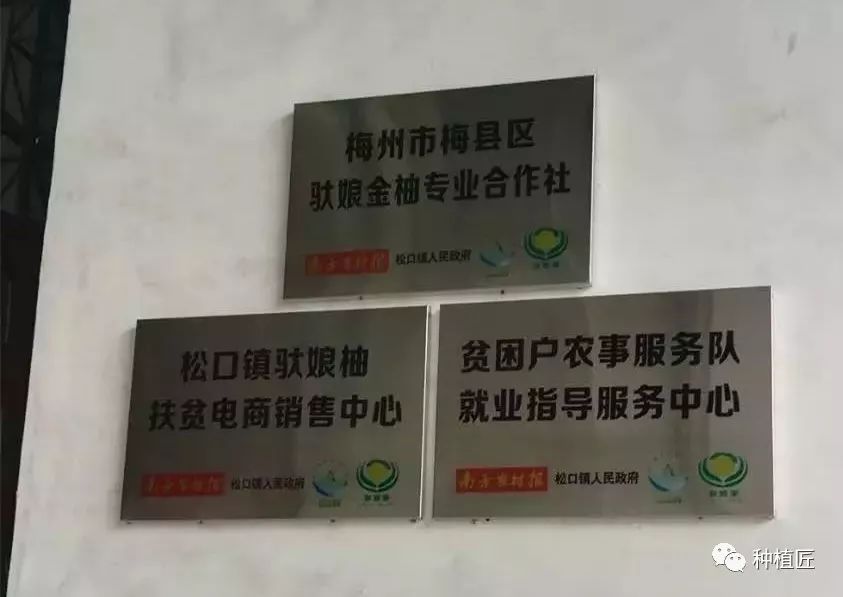 梅州市梅县区
驮娘金柚专业合作社
南方农村报 松口镇人民政府
松口镇驮娘柚
扶贫电商销售中心
南方农村报 松口镇人民政府
贫困户农事服务队
就业指导服务中心
南方农村报 松口镇人民政府
种植匠